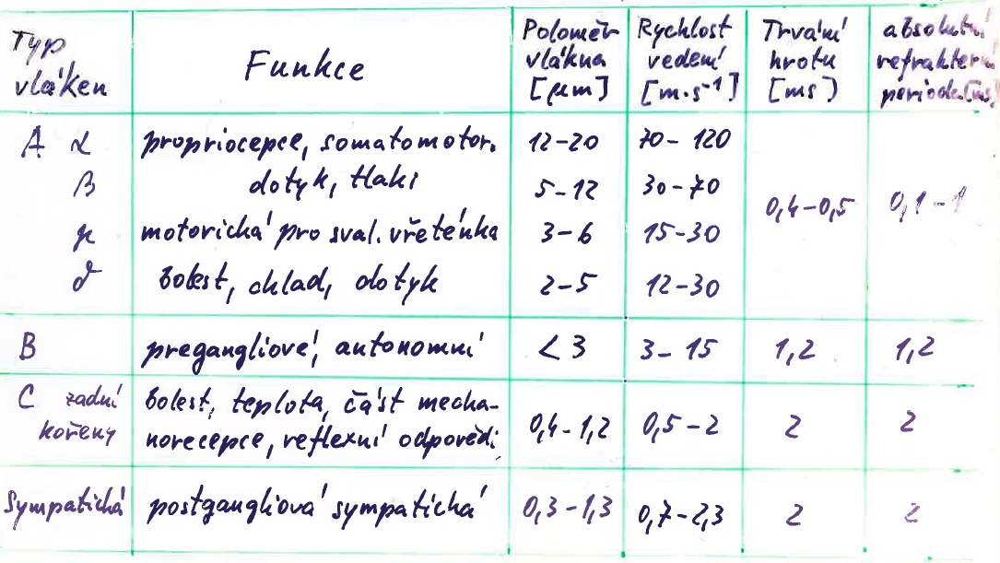 Typ vláken Funkce Poloměr vlákna [μm] Rychlost vedení [m·s⁻¹] Trvání hrotu [ms) absolutní refrakterní perioda [ms]
A α propriocepce, somatomotor. 12-20 70-120
β dotyk, tlak 5-12 30-70
0,4-0,5 0,1-1
γ motorická pro sval. vřeténka 3-6 15-30
δ bolest, chlad, dotyk 2-5 12-30
B pregangliové, autonomní <3 3-15 1,2 1,2
C zadní kořeny bolest, teplota, část mecha-
norecepce, reflexní odpovědi 0,4-1,2 0,5-2 2 2
Sympatická postgangliová sympatická 0,3-1,3 0,7-2,3 2 2